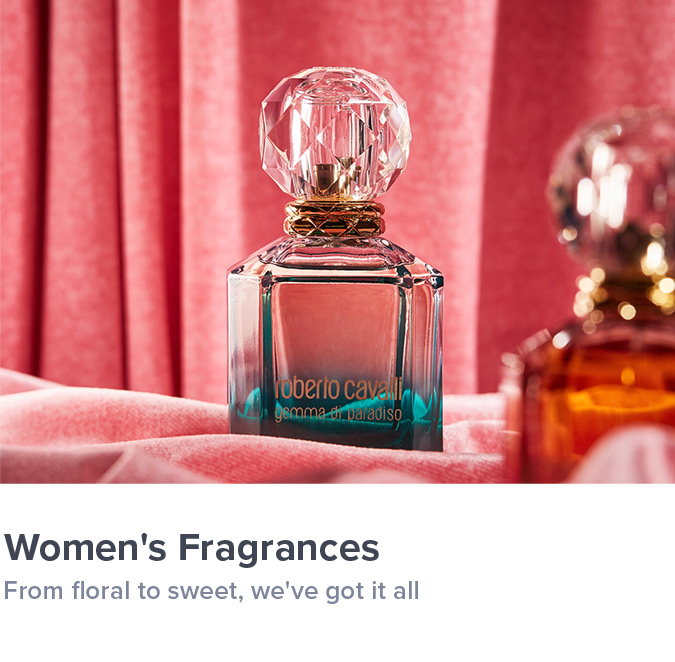 roberto cavalli
gemma di paradiso
Women's Fragrances
From floral to sweet, we've got it all